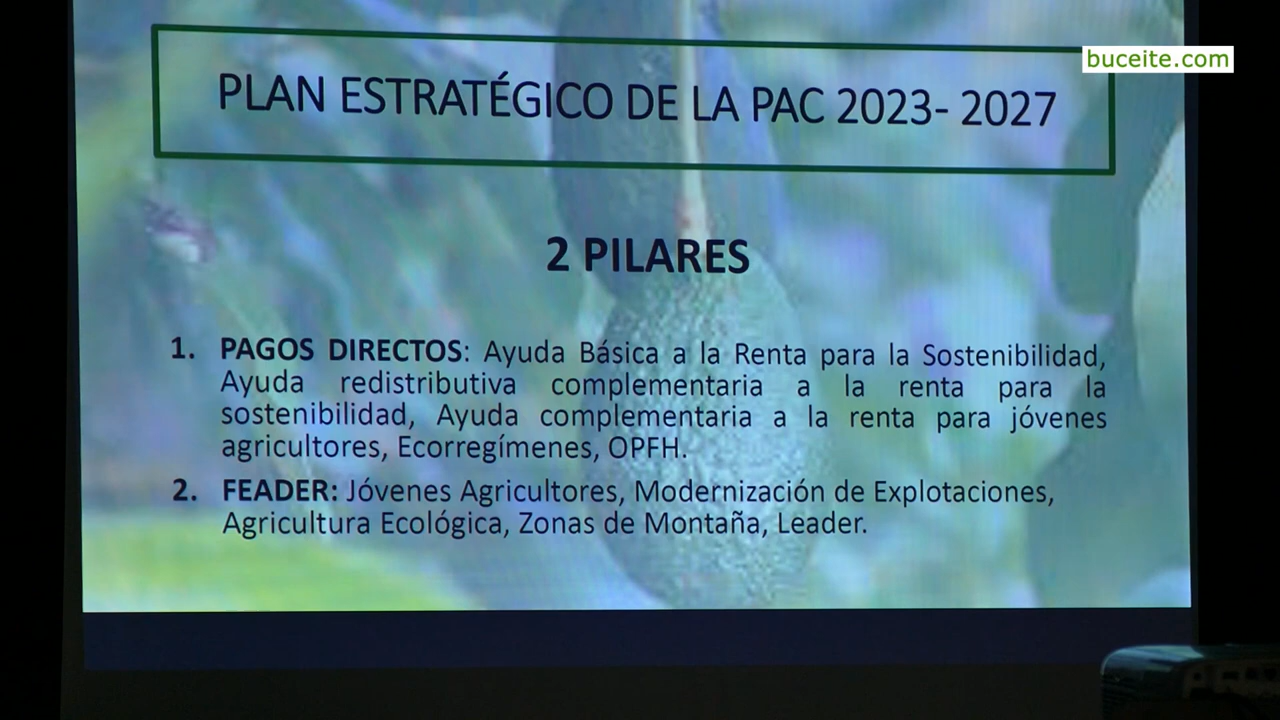 buceite.com
PLAN ESTRATÉGICO DE LA PAC 2023- 2027
2 PILARES
1. PAGOS DIRECTOS: Ayuda Básica a la Renta para la Sostenibilidad,
Ayuda redistributiva complementaria a la renta para la
sostenibilidad, Ayuda complementaria a la renta para jóvenes
agricultores, Ecorregímenes, OPFH.
2. FEADER: Jóvenes Agricultores, Modernización de Explotaciones,
Agricultura Ecológica, Zonas de Montaña, Leader.